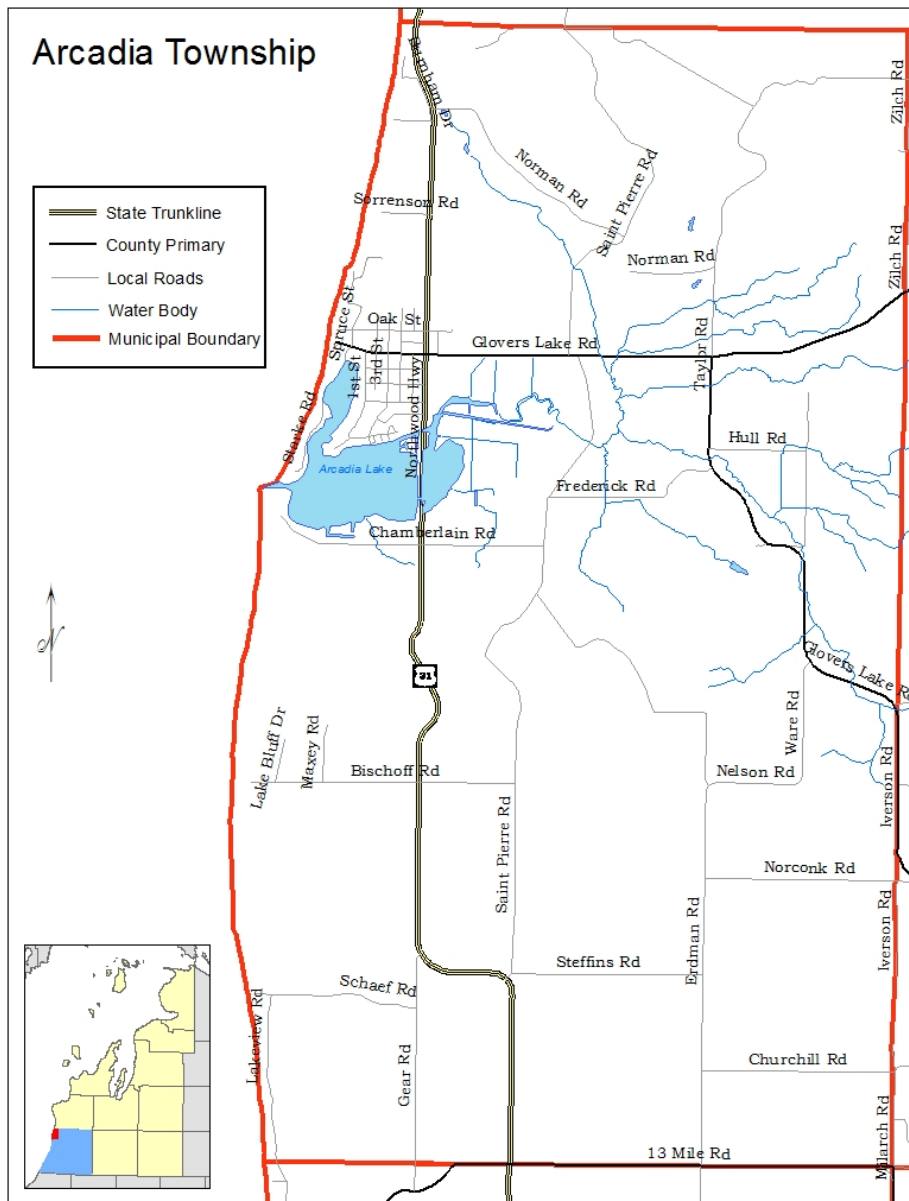 Arcadia Township
State Trunkline
County Primary
Local Roads
Water Body
Municipal Boundary
Burnham Dr
Zilch Rd
Norman Rd
Saint Pierre Rd
Sorrenson Rd
Norman Rd
Zilch Rd
Spruce St
Oak St
1st St
3rd St
Glovers Lake Rd
Taylor Rd
Northwood Hwy
Starke Rd
Hull Rd
Arcadia Lake
Frederick Rd
Chamberlain Rd
N
31
Glovers Lake R
Ware Rd
Lake Bluff Dr
Maxey Rd
Bischoff Rd
Nelson Rd
Iverson Rd
Saint Pierre Rd
Norconk Rd
Erdman Rd
Iverson Rd
Steffins Rd
Schaef Rd
Lakeview Rd
Gear Rd
Churchill Rd
Milarch Rd
13 Mile Rd